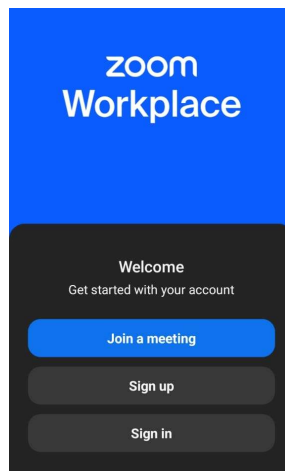 zoom
Workplace
Welcome
Get started with your account
Join a meeting
Sign up
Sign in